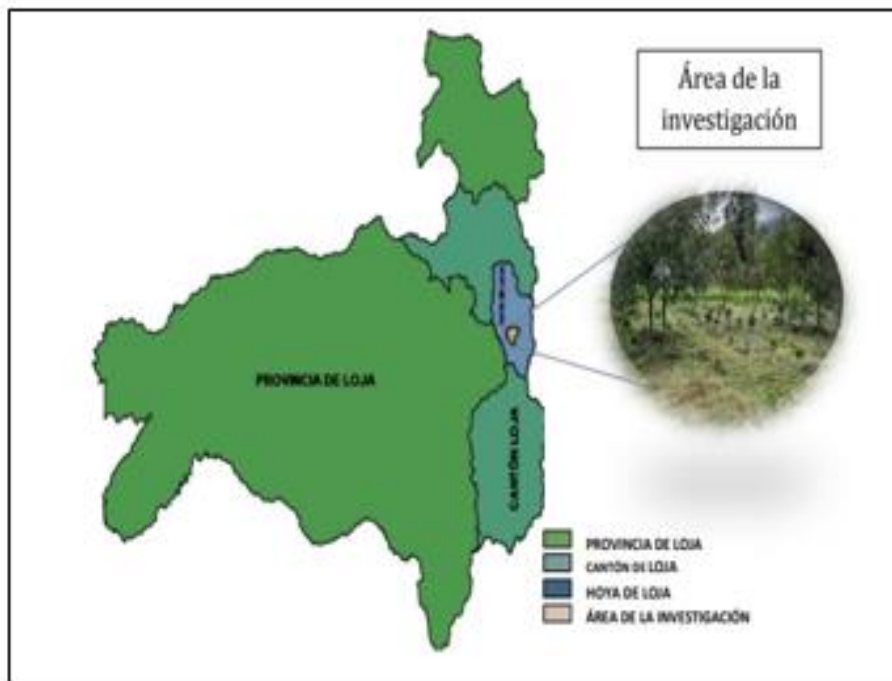 Área de la
investigación
PROVINCIA DE LOJA
CANTÓN LOJA
PROVINCIA DE LOJA
CANTÓN DE LOJA
HOYA DE LOJA
ÁREA DE LA INVESTIGACIÓN